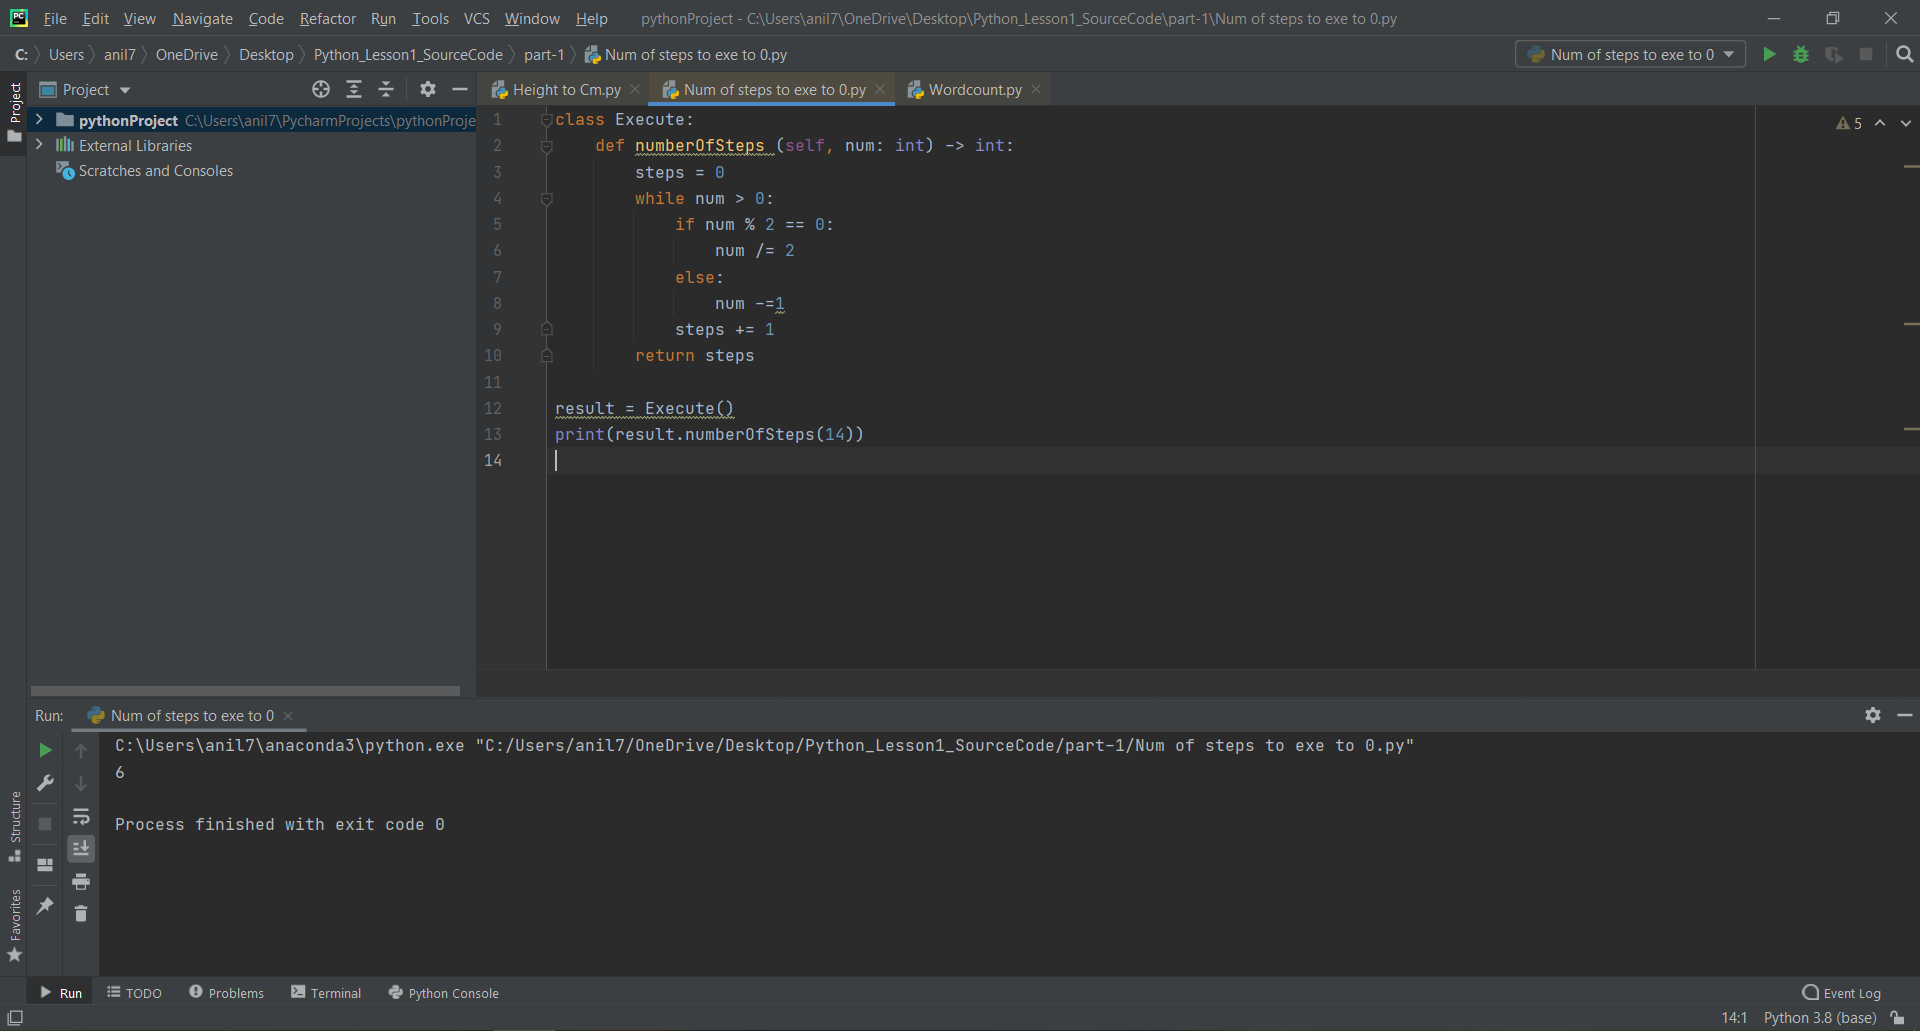 File Edit View Navigate Code Refactor Run Tools VCS Window Help pythonProject - C:\Users\anil7\OneDrive\Desktop\Python_Lesson1_SourceCode\part-1\Num of steps to exe to 0.py
C: Users anil7 OneDrive Desktop Python_Lesson1_SourceCode part-1 Num of steps to exe to 0.py Num of steps to exe to 0
Project
Project
Height to Cm.py Num of steps to exe to 0.py Wordcount.py
pythonProject C:\Users\anil7\PycharmProjects\pythonProje
External Libraries
Scratches and Consoles
5
1 class Execute:
2     def numberOfSteps (self, num: int) -> int:
3         steps = 0
4         while num > 0:
5             if num % 2 == 0:
6                 num /= 2
7             else:
8                 num -=1
9             steps += 1
10         return steps
11
12 result = Execute()
13 print(result.numberOfSteps(14))
14
Run: Num of steps to exe to 0
C:\Users\anil7\anaconda3\python.exe "C:/Users/anil7/OneDrive/Desktop/Python_Lesson1_SourceCode/part-1/Num of steps to exe to 0.py"
6
Process finished with exit code 0
Structure
Favorites
Run TODO Problems Terminal Python Console Event Log
14:1 Python 3.8 (base)